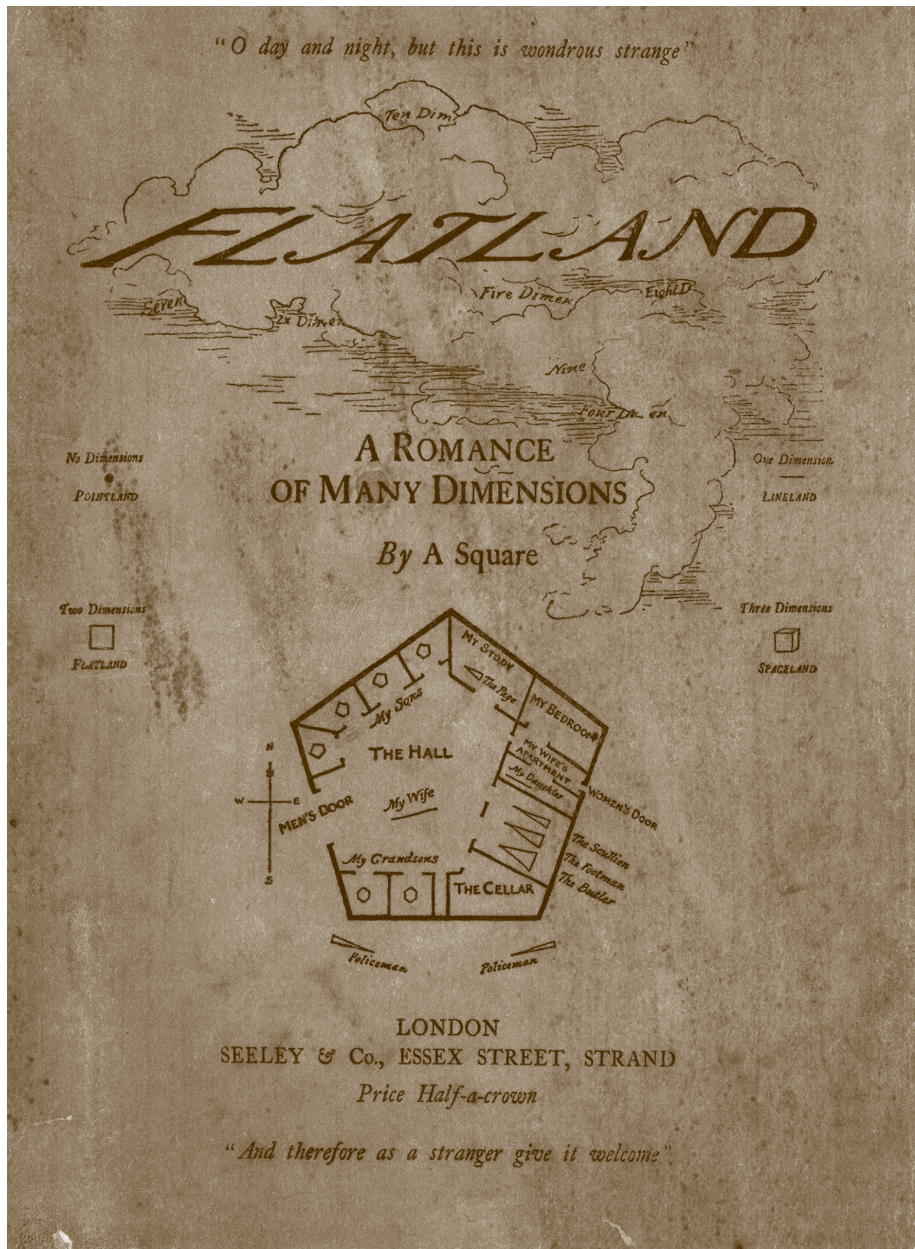 “O day and night, but this is wondrous strange”
Ten Dim
FLATLAND
Seven
Fire Dimen
Eight D
ix Dimen
Nine
Four Di en
No Dimensions
POINTLAND
One Dimension
LINELAND
A ROMANCE
OF MANY DIMENSIONS
By A Square
Two Dimensions
FLATLAND
Three Dimensions
SPACELAND
MY STUDY
The Page
MY BEDROOM
My Sons
THE HALL
MY WIFE'S
APARTMENT
My Daughter
WOMEN'S DOOR
N
W E
S
MEN'S DOOR
My Wife
The Scullion
The Footman
The Butler
My Grandsons
THE CELLAR
Policeman
Policeman
LONDON
SEELEY & Co., ESSEX STREET, STRAND
Price Half-a-crown
“And therefore as a stranger give it welcome”